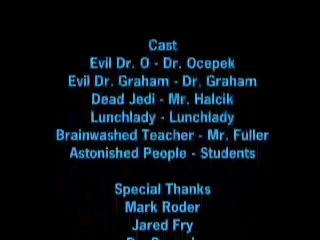 Cast
Evil Dr. O - Dr. Ocepek
Evil Dr. Graham - Dr. Graham
Dead Jedi - Mr. Halcik
Lunchlady - Lunchlady
Brainwashed Teacher - Mr. Fuller
Astonished People - Students
Special Thanks
Mark Roder
Jared Fry